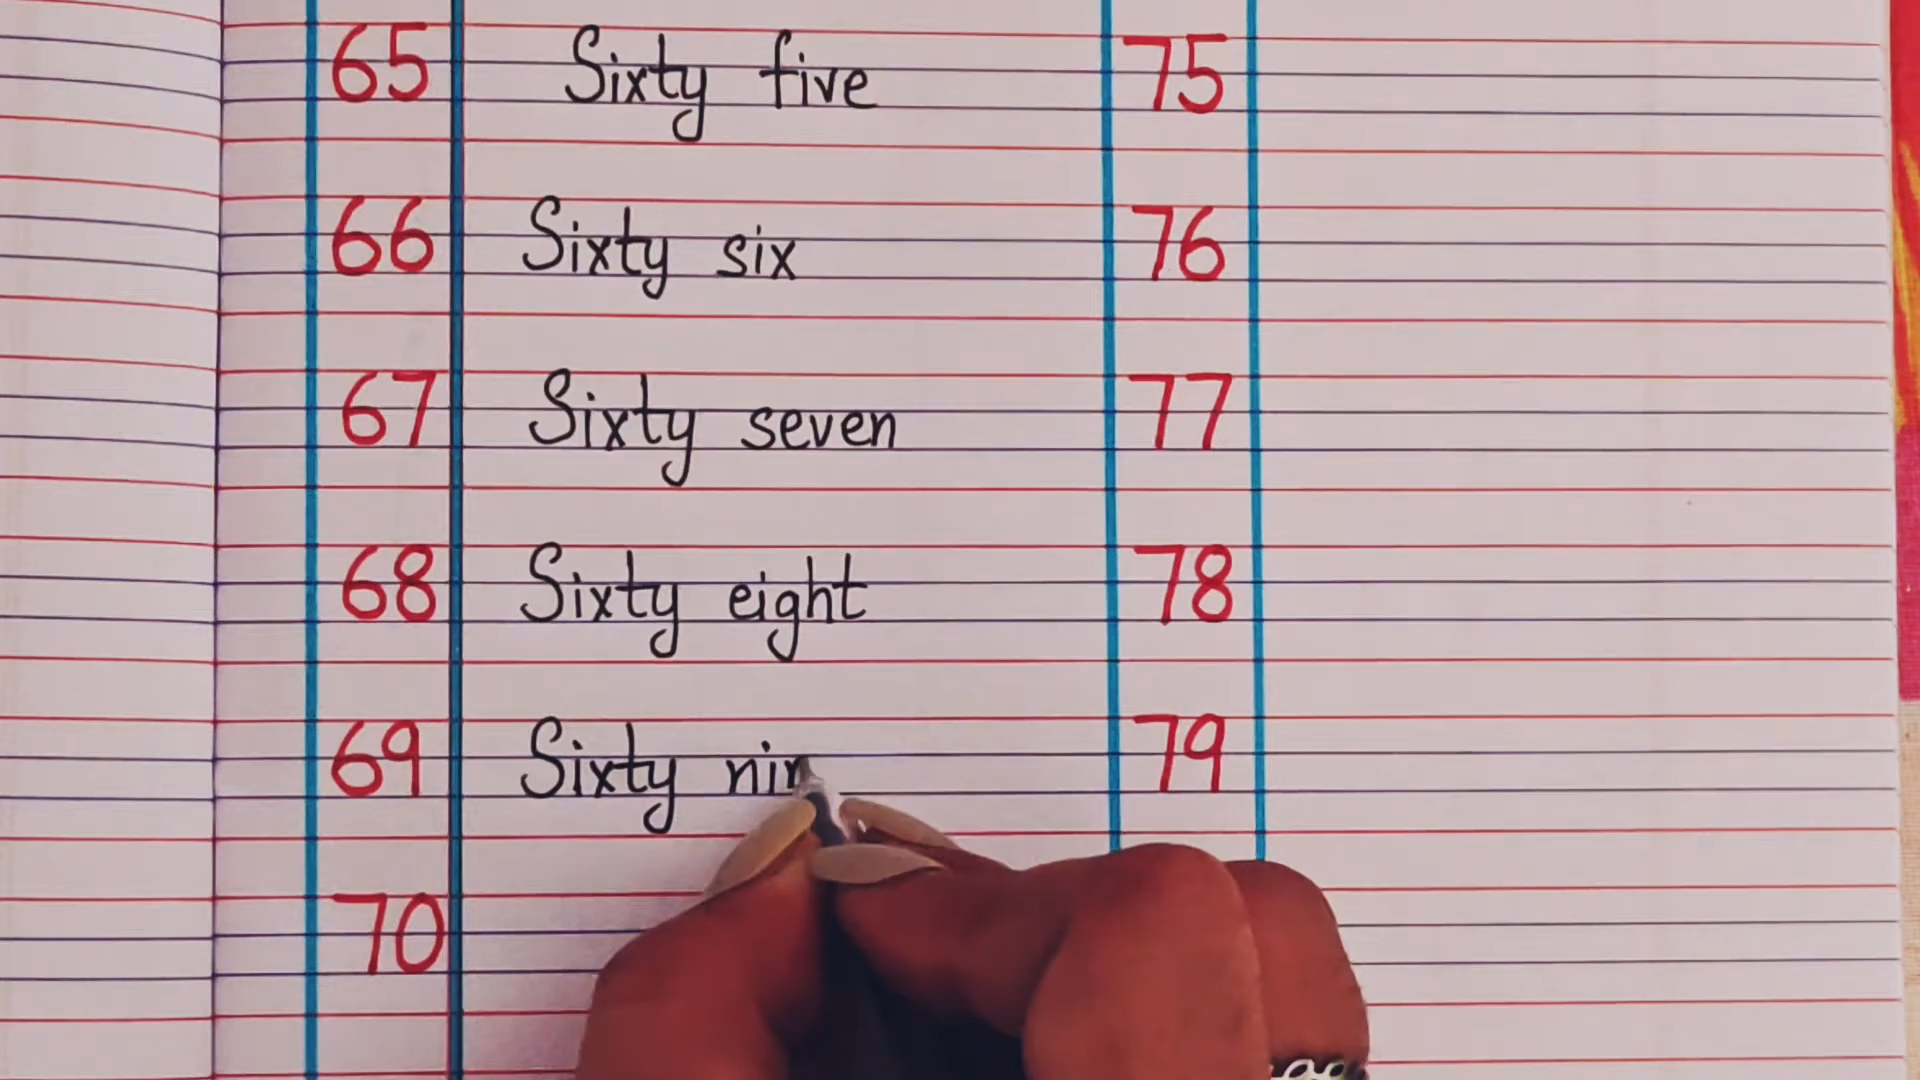 65 Sixty five 75
66 Sixty six 76
67 Sixty seven 77
68 Sixty eight 78
69 Sixty nin 79
70